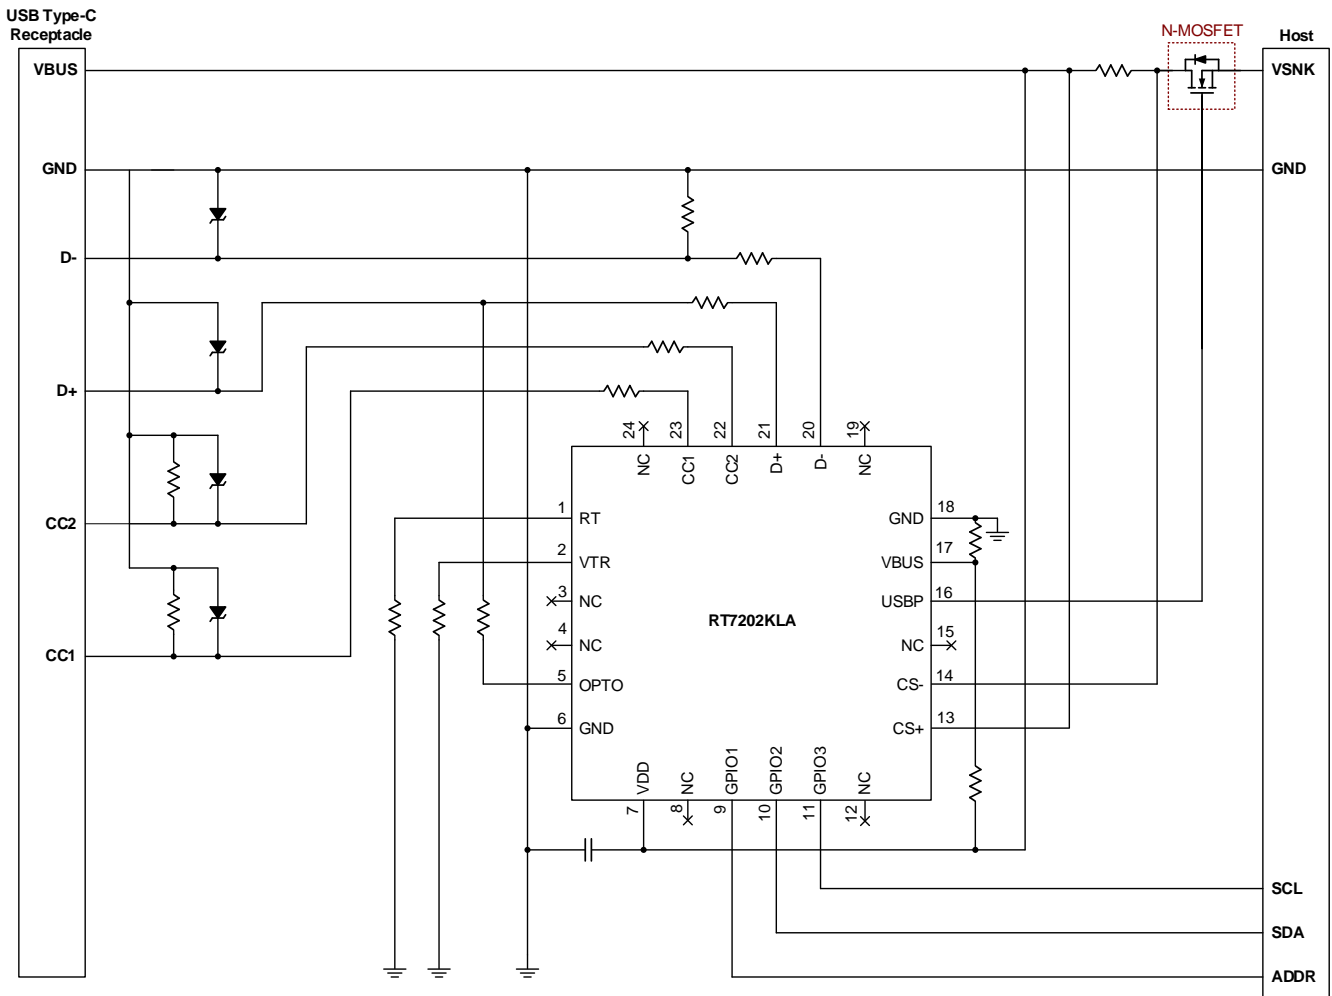 USB Type-C
Receptacle
N-MOSFET
Host
VBUS
VSNK
GND
GND
D-
D+
CC2
CC1
24
23
22
21
20
19
NC
CC1
CC2
D+
D-
NC
1
RT
2
VTR
3
NC
4
NC
5
OPTO
6
GND
RT7202KLA
18
GND
17
VBUS
16
USBP
15
NC
14
CS-
13
CS+
VDD
NC
GPIO1
GPIO2
GPIO3
NC
7
8
9
10
11
12
SCL
SDA
ADDR